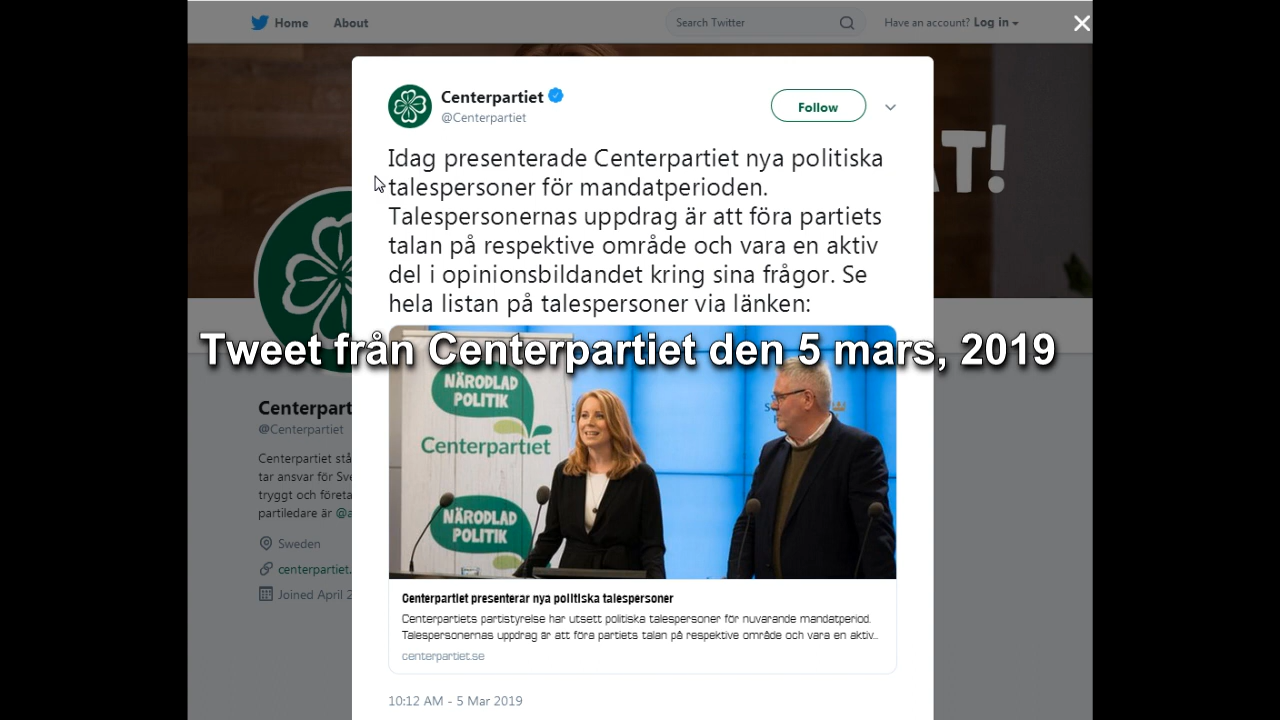 Home About Search Twitter Have an account? Log in
Centerpartiet
@Centerpartiet
Follow
AT!
Idag presenterade Centerpartiet nya politiska
talespersoner för mandatperioden.
Talespersonernas uppdrag är att föra partiets
talan på respektive område och vara en aktiv
del i opinionsbildandet kring sina frågor. Se
hela listan på talespersoner via länken:
Tweet från Centerpartiet den 5 mars, 2019
NÄRODLAD
POLITIK
Centerpartiet
NÄRODLAD
POLITIK
Centerpart
@Centerpartiet
Centerpartiet stå
tar ansvar för Sve
tryggt och företa
partiledare är @a
Sweden
centerpartiet.
Joined April 2
Centerpartiet presenterar nya politiska talespersoner
Centerpartiets partistyrelse har utsett politiska talespersoner för nuvarande mandatperiod.
Talespersonernas uppdrag är att föra partiets talan på respektive område och vara en aktiv...
centerpartiet.se
10:12 AM - 5 Mar 2019